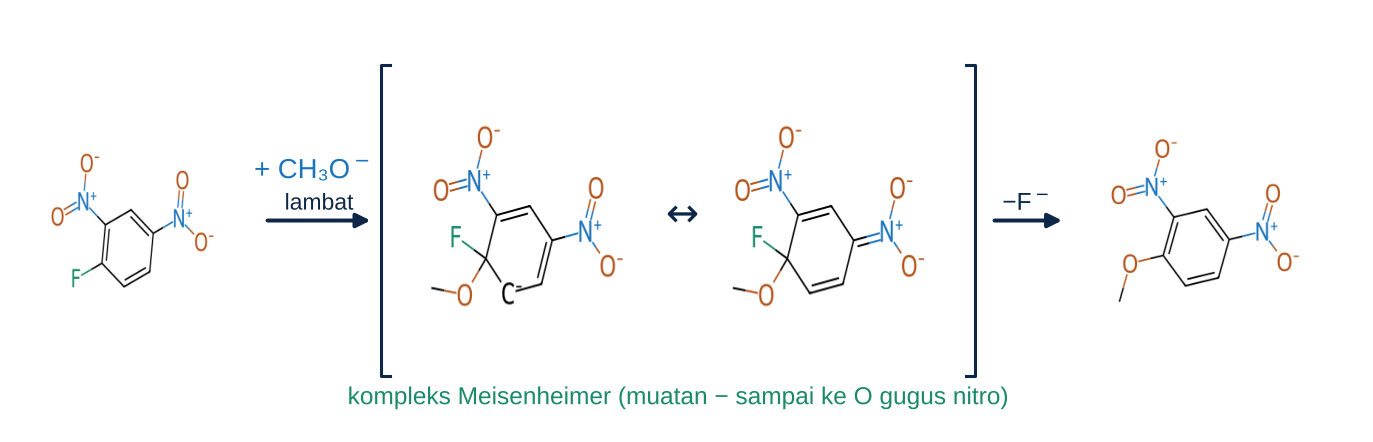 + CH₃O⁻
lambat
−F⁻
O⁻
N⁺
O
O
N⁺
O⁻
F
O⁻
O
N⁺
O
F
N⁺
O⁻
O
C⁻
↔
O⁻
O
N⁺
O⁻
F
N⁺
O⁻
O
O⁻
O
N⁺
O
N⁺
O
O⁻
kompleks Meisenheimer (muatan − sampai ke O gugus nitro)